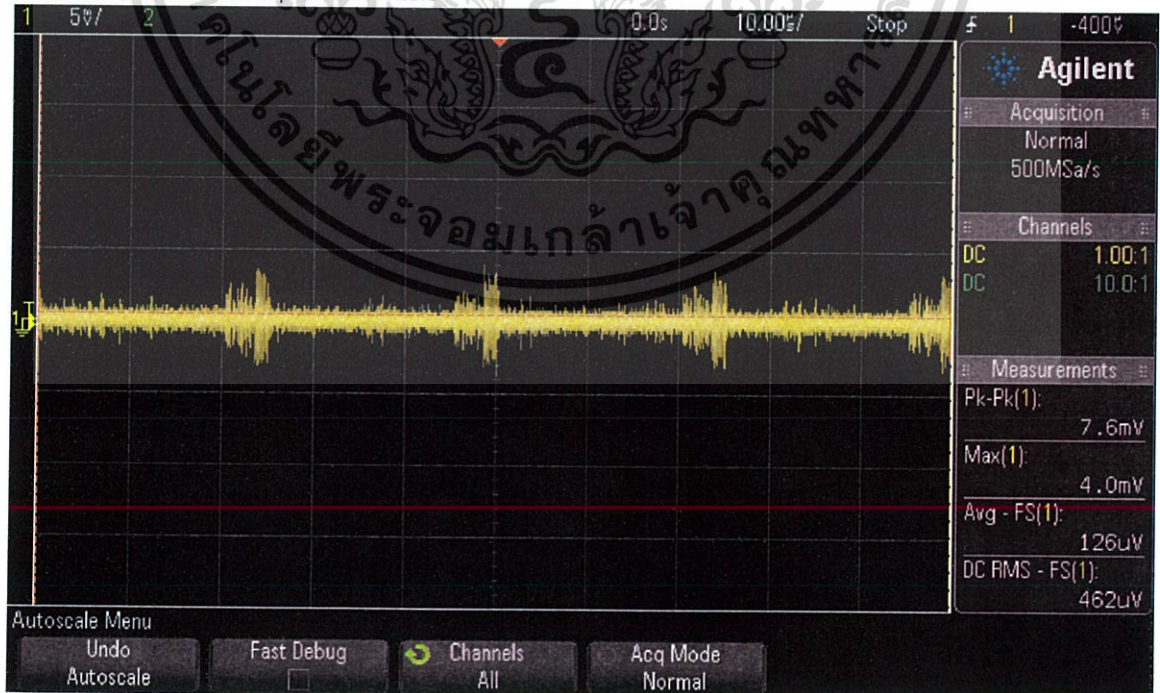 1 5V/ 2 0.0s 10.00s/ Stop 1 -400V
Agilent
Acquisition
Normal
500MSa/s
Channels
DC 1.00:1
DC 10.0:1
1
Measurements
Pk-Pk(1):
7.6mV
Max(1):
4.0mV
Avg - FS(1):
126uV
DC RMS - FS(1):
462uV
Autoscale Menu
Undo
Autoscale
Fast Debug
Channels
All
Acq Mode
Normal
คโนโลยีพระจอมเกล้าเจ้าคุณทหาร